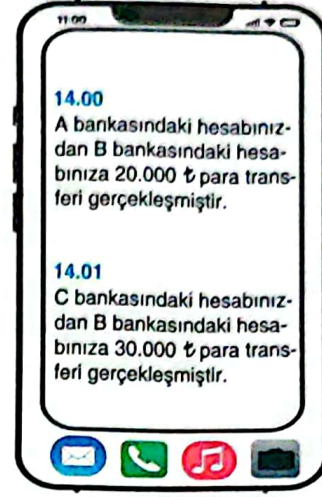 11:00
14.00
A bankasındaki hesabınız-
dan B bankasındaki hesa-
bınıza 20.000 ₺ para trans-
feri gerçekleşmiştir.
14.01
C bankasındaki hesabınız-
dan B bankasındaki hesa-
bınıza 30.000 ₺ para trans-
feri gerçekleşmiştir.